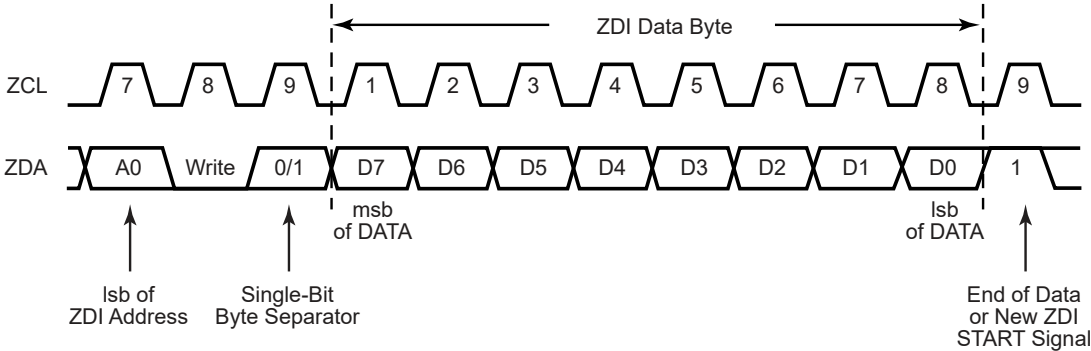 ZDI Data Byte
ZCL 7 8 9 1 2 3 4 5 6 7 8 9
ZDA A0 Write 0/1 D7 D6 D5 D4 D3 D2 D1 D0 1
msb
of DATA
lsb
of DATA
lsb of
ZDI Address
Single-Bit
Byte Separator
End of Data
or New ZDI
START Signal